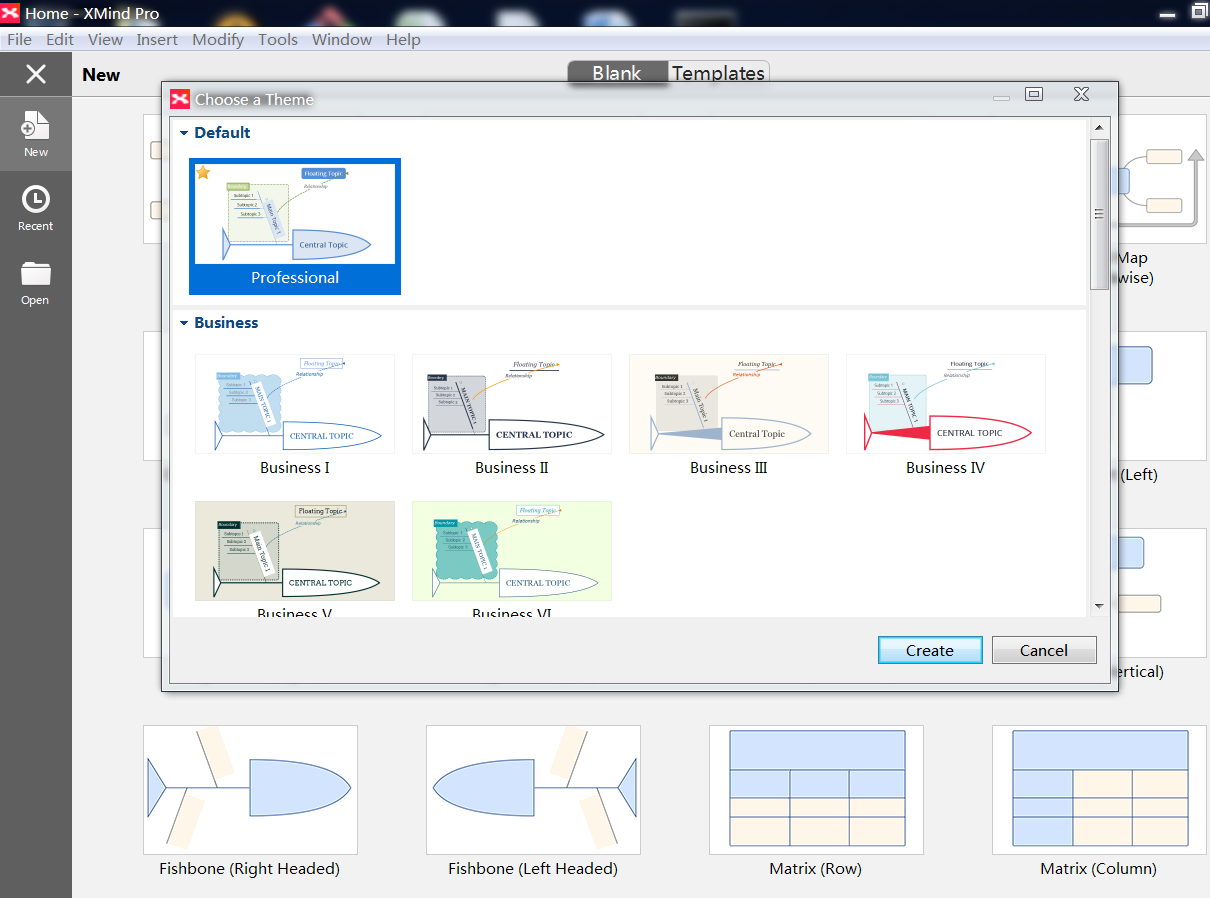 Home - XMind Pro
File Edit View Insert Modify Tools Window Help
New
Blank
Templates
New
Recent
Open
Choose a Theme
Default
Floating Topic
Boundary
Relationship
Subtopic 1
Subtopic 2
Subtopic 3
Main Topic 1
Central Topic
Professional
Business
Floating Topic
Boundary
Relationship
Subtopic 1
Subtopic 2
Subtopic 3
MAIN TOPIC 1
CENTRAL TOPIC
Business I
Floating Topic
Boundary
Relationship
Subtopic 1
Subtopic 2
Subtopic 3
MAIN TOPIC 1
CENTRAL TOPIC
Business II
Floating Topic
Boundary
Relationship
Subtopic 1
Subtopic 2
Subtopic 3
Main Topic 1
Central Topic
Business III
Floating Topic
Boundary
Relationship
Subtopic 1
Subtopic 2
Subtopic 3
MAIN TOPIC 1
CENTRAL TOPIC
Business IV
Floating Topic
Boundary
Relationship
Subtopic 1
Subtopic 2
Subtopic 3
Main Topic 1
CENTRAL TOPIC
Business V
Floating Topic
Boundary
Relationship
Subtopic 1
Subtopic 2
Subtopic 3
MAIN TOPIC 1
CENTRAL TOPIC
Business VI
Create
Cancel
Map
wise)
(Left)
ertical)
Fishbone (Right Headed)
Fishbone (Left Headed)
Matrix (Row)
Matrix (Column)